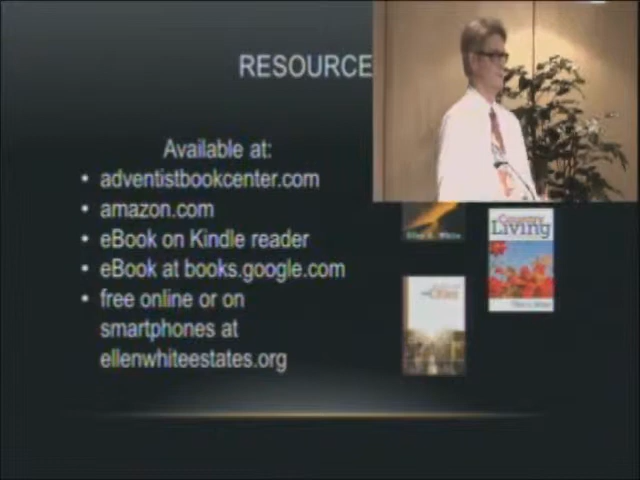 RESOURCE
Available at:
• adventistbookcenter.com
• amazon.com
• eBook on Kindle reader
• eBook at books.google.com
• free online or on
smartphones at
ellenwhiteestates.org
Country
Living
Cities